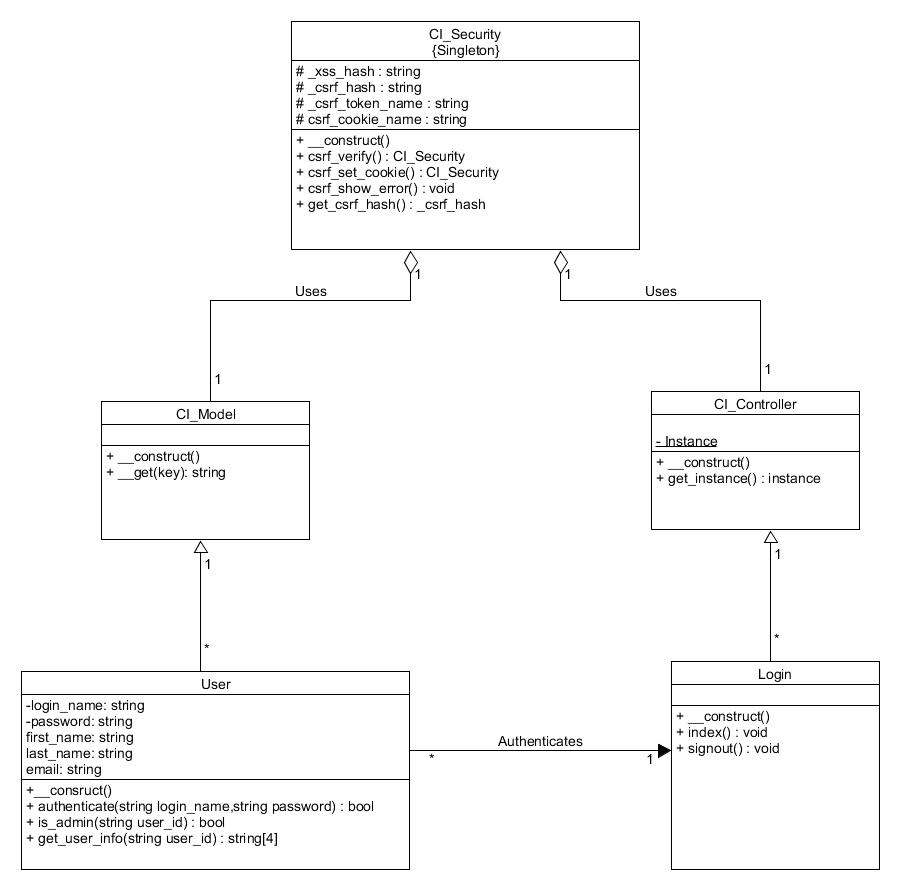 CI_Security
{Singleton}
# _xss_hash : string
# _csrf_hash : string
# _csrf_token_name : string
# csrf_cookie_name : string
+ __construct()
+ csrf_verify() : CI_Security
+ csrf_set_cookie() : CI_Security
+ csrf_show_error() : void
+ get_csrf_hash() : _csrf_hash
1
1
Uses
Uses
1
1
CI_Model
+ __construct()
+ __get(key): string
CI_Controller
- Instance
+ __construct()
+ get_instance() : instance
1
1
*
*
User
-login_name: string
-password: string
first_name: string
last_name: string
email: string
+__consruct()
+ authenticate(string login_name,string password) : bool
+ is_admin(string user_id) : bool
+ get_user_info(string user_id) : string[4]
Authenticates
*
1
Login
+ __construct()
+ index() : void
+ signout() : void